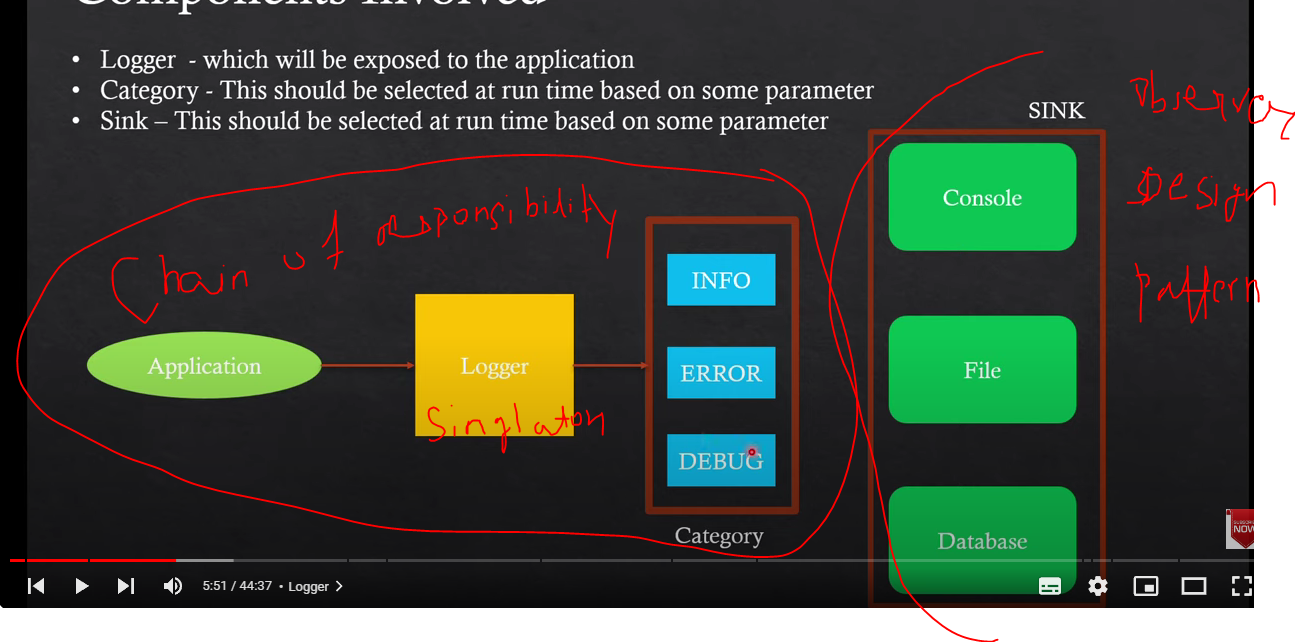 Components Involved
• Logger - which will be exposed to the application
• Category - This should be selected at run time based on some parameter
• Sink – This should be selected at run time based on some parameter
SINK
Observer
Design
pattern
Chain of responsibility
Console
INFO
Application
Logger
Singlaton
ERROR
File
DEBUG
Category
Database
SUBSCRIBE
NOW
5:51 / 44:37 • Logger >